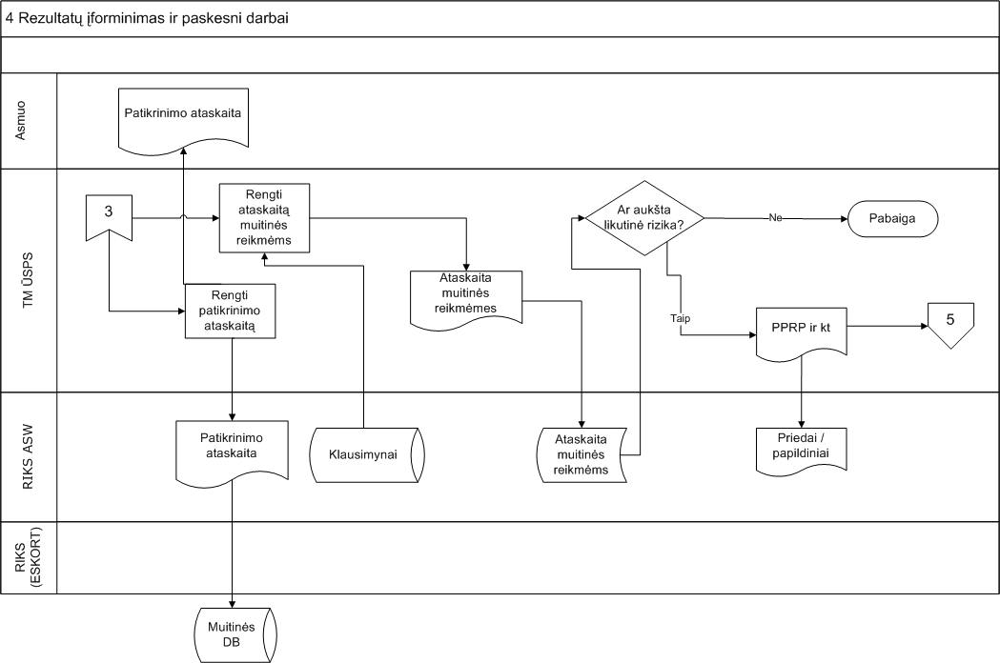 4 Rezultatų įforminimas ir paskesni darbai
Asmuo
Patikrinimo ataskaita
TM ŪSPS
3
Rengti
ataskaitą
muitinės
reikmėms
Rengti
patikrinimo
ataskaitą
Ataskaita
muitinės
reikmėmes
Ar aukšta
likutinė rizika?
Ne
Pabaiga
Taip
PPRP ir kt
5
RIKS ASW
Patikrinimo
ataskaita
Klausimynai
Ataskaita
muitinės
reikmėms
Priedai /
papildiniai
RIKS
(ESKORT)
Muitinės
DB